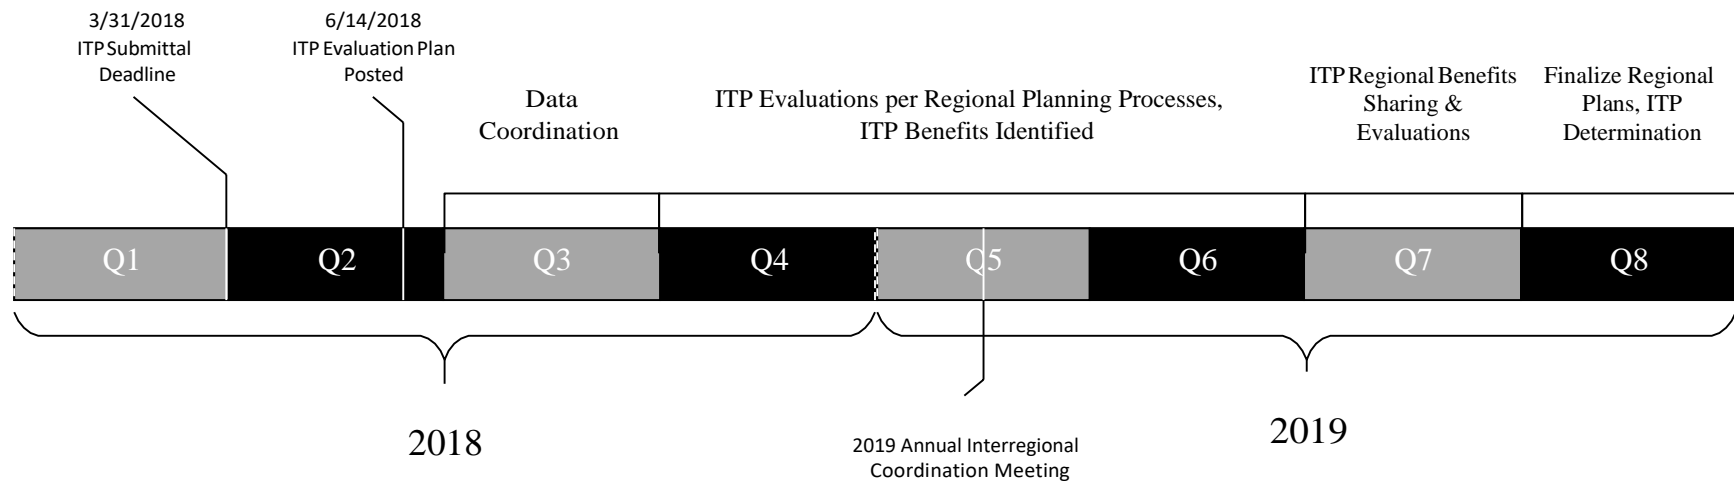 3/31/2018
ITP Submittal
Deadline
6/14/2018
ITP Evaluation Plan
Posted
Data
Coordination
ITP Evaluations per Regional Planning Processes,
ITP Benefits Identified
ITP Regional Benefits
Sharing &
Evaluations
Finalize Regional
Plans, ITP
Determination
Q1
Q2
Q3
Q4
Q5
Q6
Q7
Q8
2018
2019 Annual Interregional
Coordination Meeting
2019